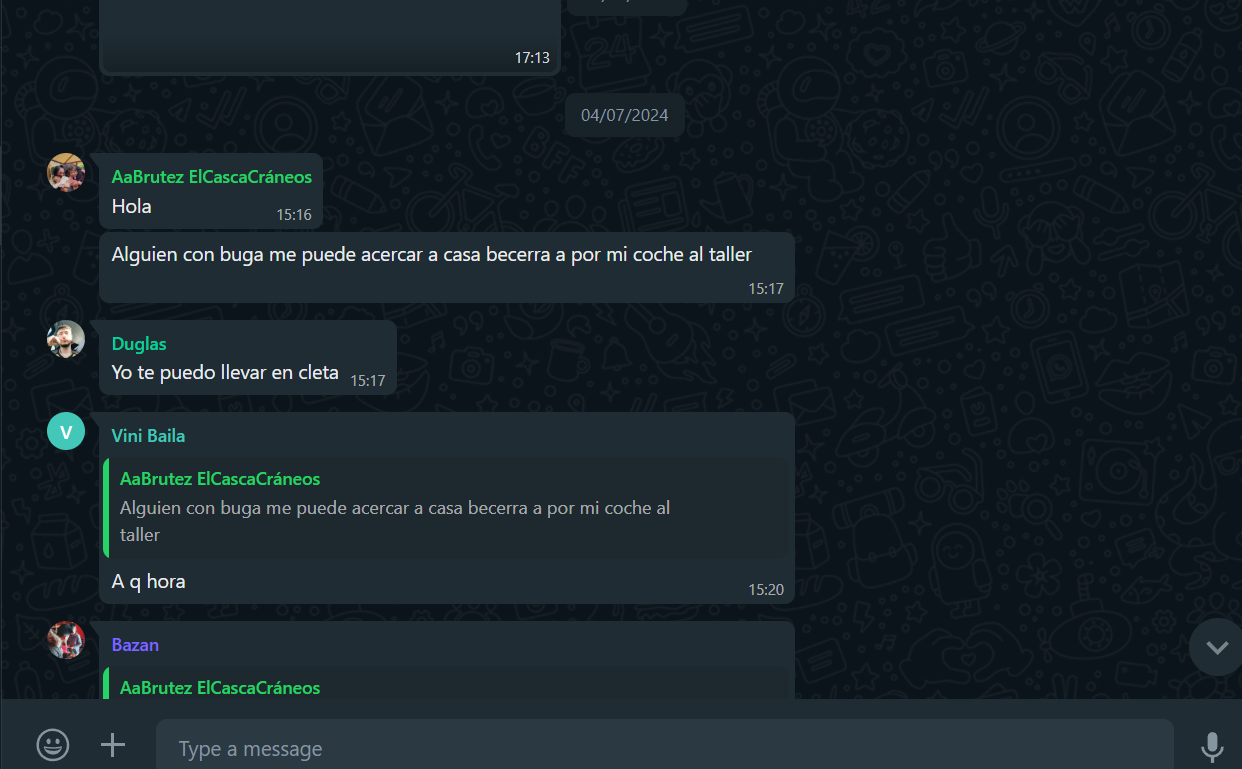 17:13
04/07/2024
AaBrutez ElCascaCráneos
Hola
15:16
Alguien con buga me puede acercar a casa becerra a por mi coche al taller
15:17
Duglas
Yo te puedo llevar en cleta
15:17
V
Vini Baila
AaBrutez ElCascaCráneos
Alguien con buga me puede acercar a casa becerra a por mi coche al
taller
A q hora
15:20
Bazan
AaBrutez ElCascaCráneos
Type a message